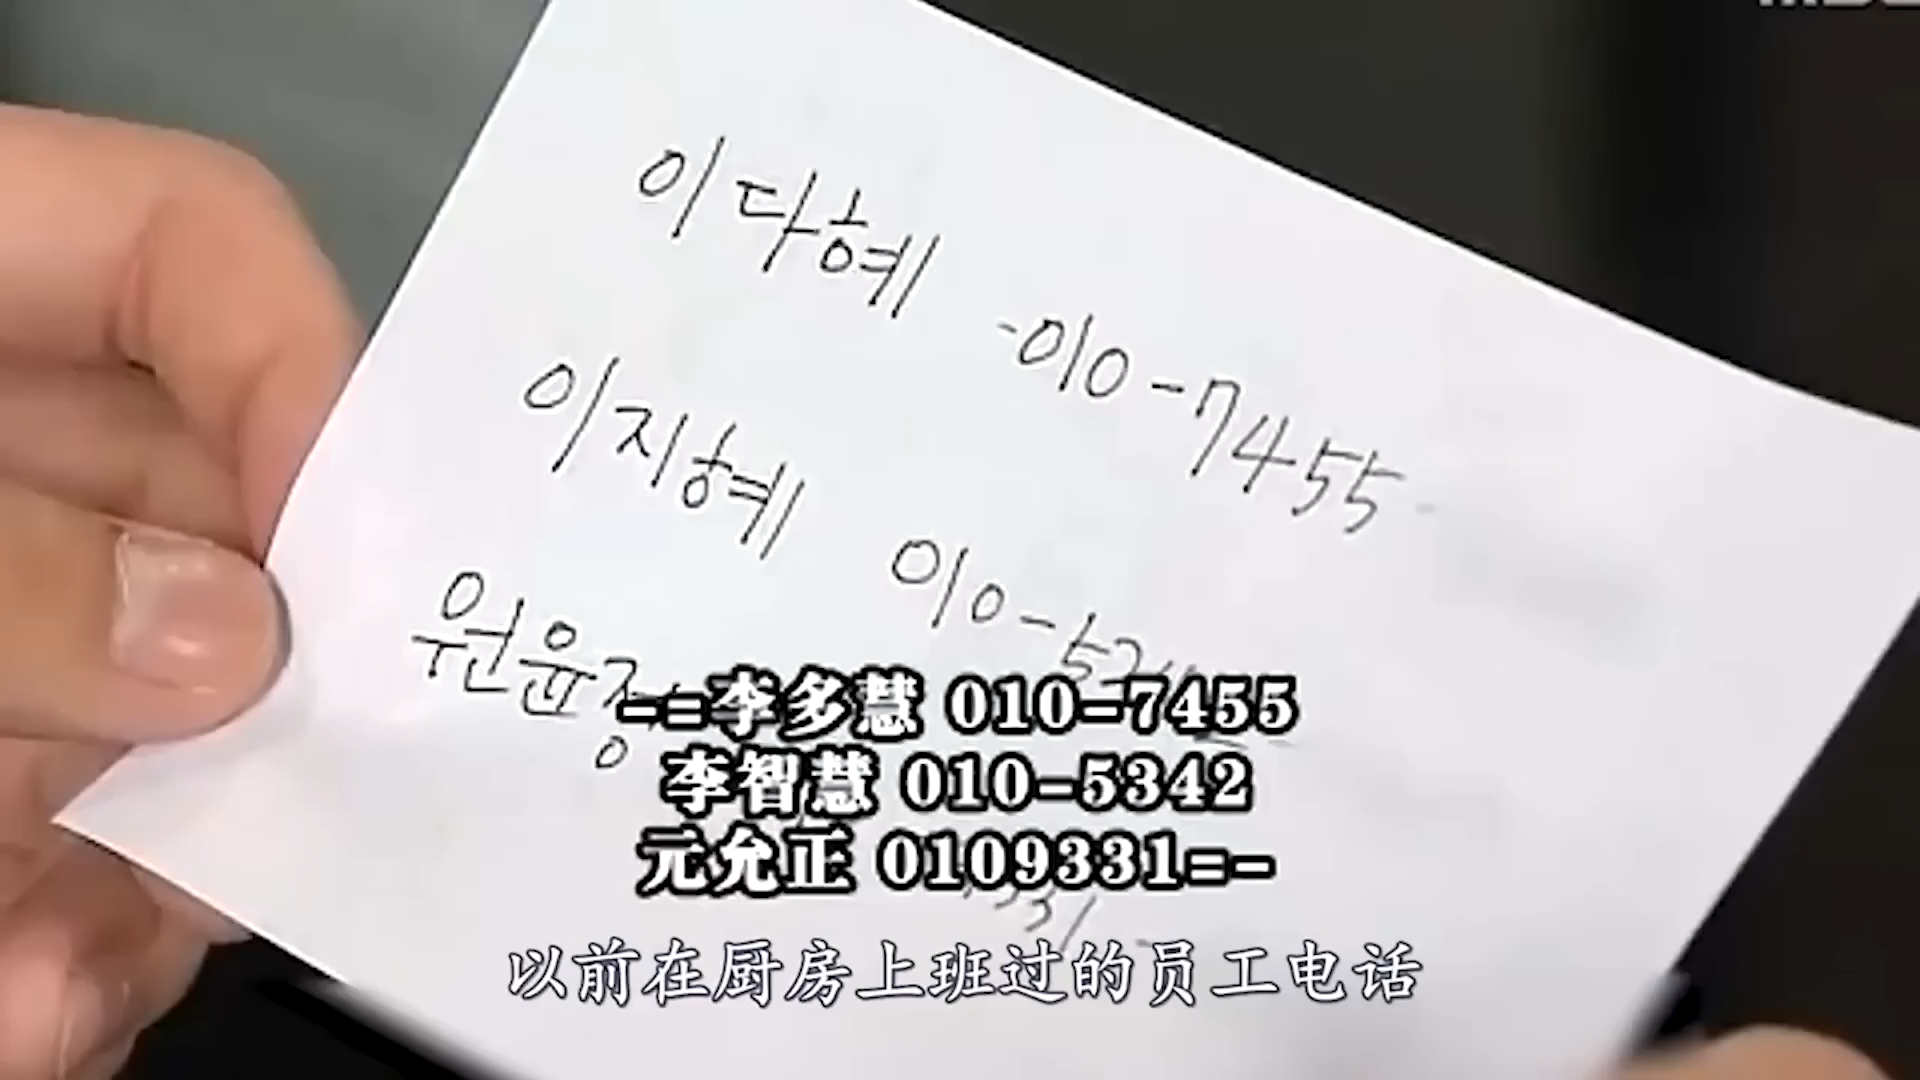 이다혜 -010-7455-
이지혜 010-53
원윤정
331-
-=李多慧 010-7455
李智慧 010-5342
元允正 0109331=-
以前在厨房上班过的员工电话